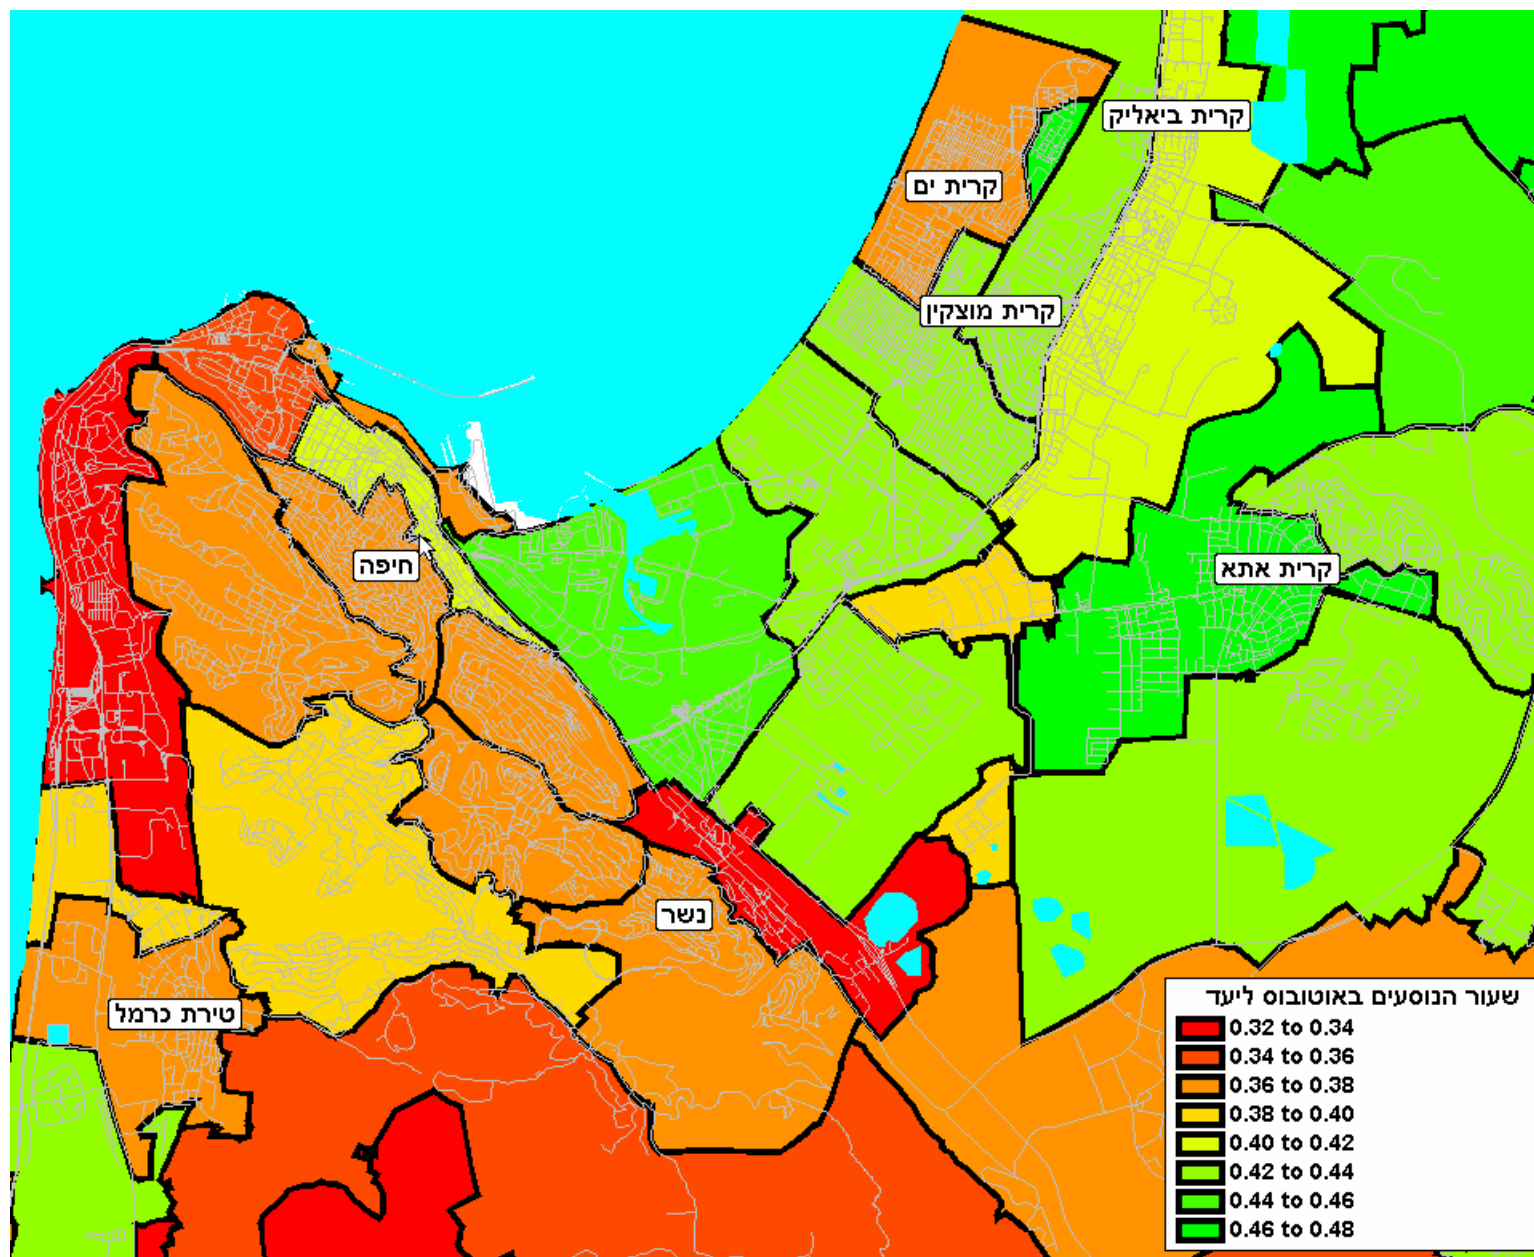 קרית ביאליק
קרית ים
קרית מוצקין
חיפה
קרית אתא
נשר
טירת כרמל
שעור הנוסעים באוטובוס ליעד
0.32 to 0.34
0.34 to 0.36
0.36 to 0.38
0.38 to 0.40
0.40 to 0.42
0.42 to 0.44
0.44 to 0.46
0.46 to 0.48